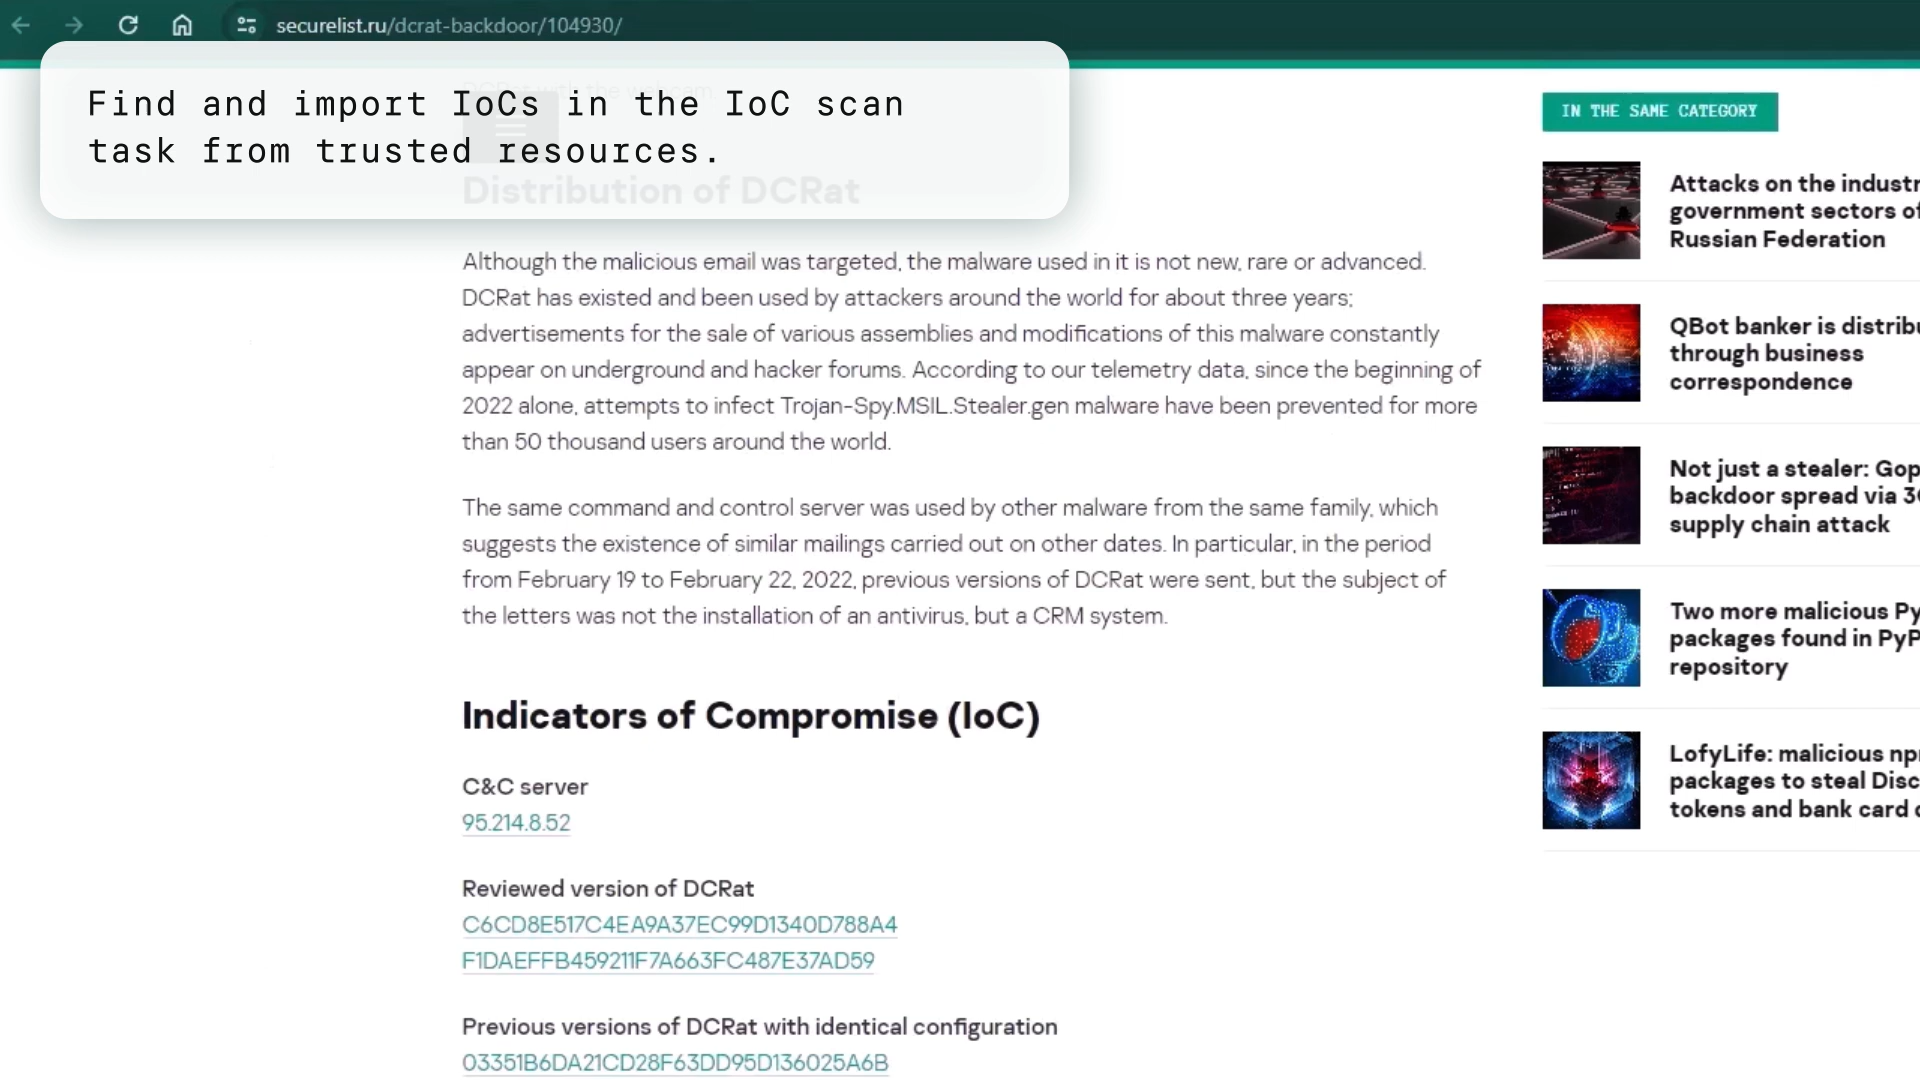 securelist.ru/dcrat-backdoor/104930/
Find and import IoCs in the IoC scan
task from trusted resources.
Distribution of DCRat
Although the malicious email was targeted, the malware used in it is not new, rare or advanced.
DCRat has existed and been used by attackers around the world for about three years;
advertisements for the sale of various assemblies and modifications of this malware constantly
appear on underground and hacker forums. According to our telemetry data, since the beginning of
2022 alone, attempts to infect Trojan-Spy.MSIL.Stealer.gen malware have been prevented for more
than 50 thousand users around the world.
The same command and control server was used by other malware from the same family, which
suggests the existence of similar mailings carried out on other dates. In particular, in the period
from February 19 to February 22, 2022, previous versions of DCRat were sent, but the subject of
the letters was not the installation of an antivirus, but a CRM system.
Indicators of Compromise (IoC)
C&C server
95.214.8.52
Reviewed version of DCRat
C6CD8E517C4EA9A37EC99D1340D788A4
F1DAEFFB459211F7A663FC487E37AD59
Previous versions of DCRat with identical configuration
03351B6DA21CD28F63DD95D136025A6B
IN THE SAME CATEGORY
Attacks on the industr
government sectors of
Russian Federation
QBot banker is distribu
through business
correspondence
Not just a stealer: Gop
backdoor spread via 3C
supply chain attack
Two more malicious Py
packages found in PyP
repository
LofyLife: malicious npm
packages to steal Disc
tokens and bank card